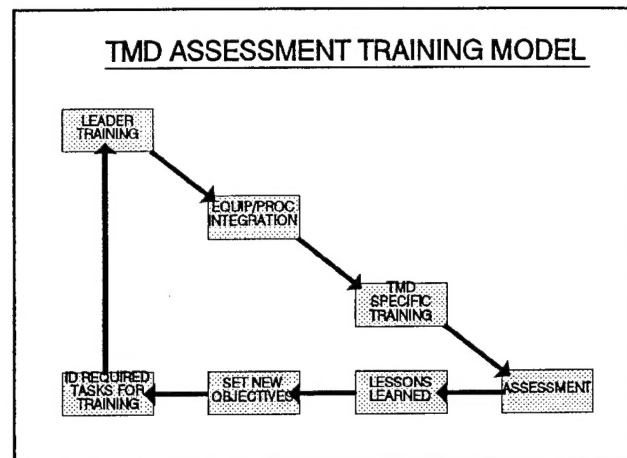 TMD ASSESSMENT TRAINING MODEL
LEADER
TRAINING
EQUIP/PROC
INTEGRATION
TMD
SPECIFIC
TRAINING
ASSESSMENT
LESSONS
LEARNED
SET NEW
OBJECTIVES
ID REQUIRED
TASKS FOR
TRAINING